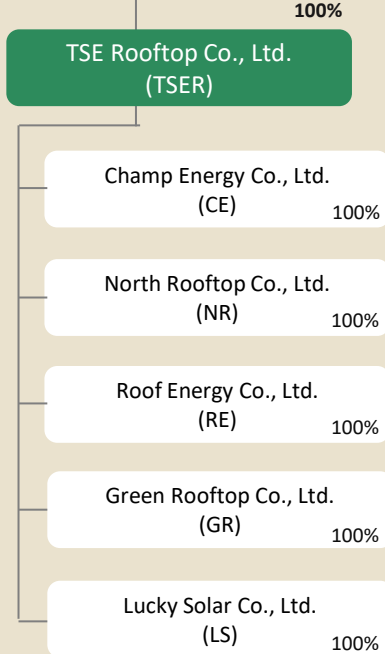 100%
TSE Rooftop Co., Ltd.
(TSER)
Champ Energy Co., Ltd.
(CE)
100%
North Rooftop Co., Ltd.
(NR)
100%
Roof Energy Co., Ltd.
(RE)
100%
Green Rooftop Co., Ltd.
(GR)
100%
Lucky Solar Co., Ltd.
(LS)
100%